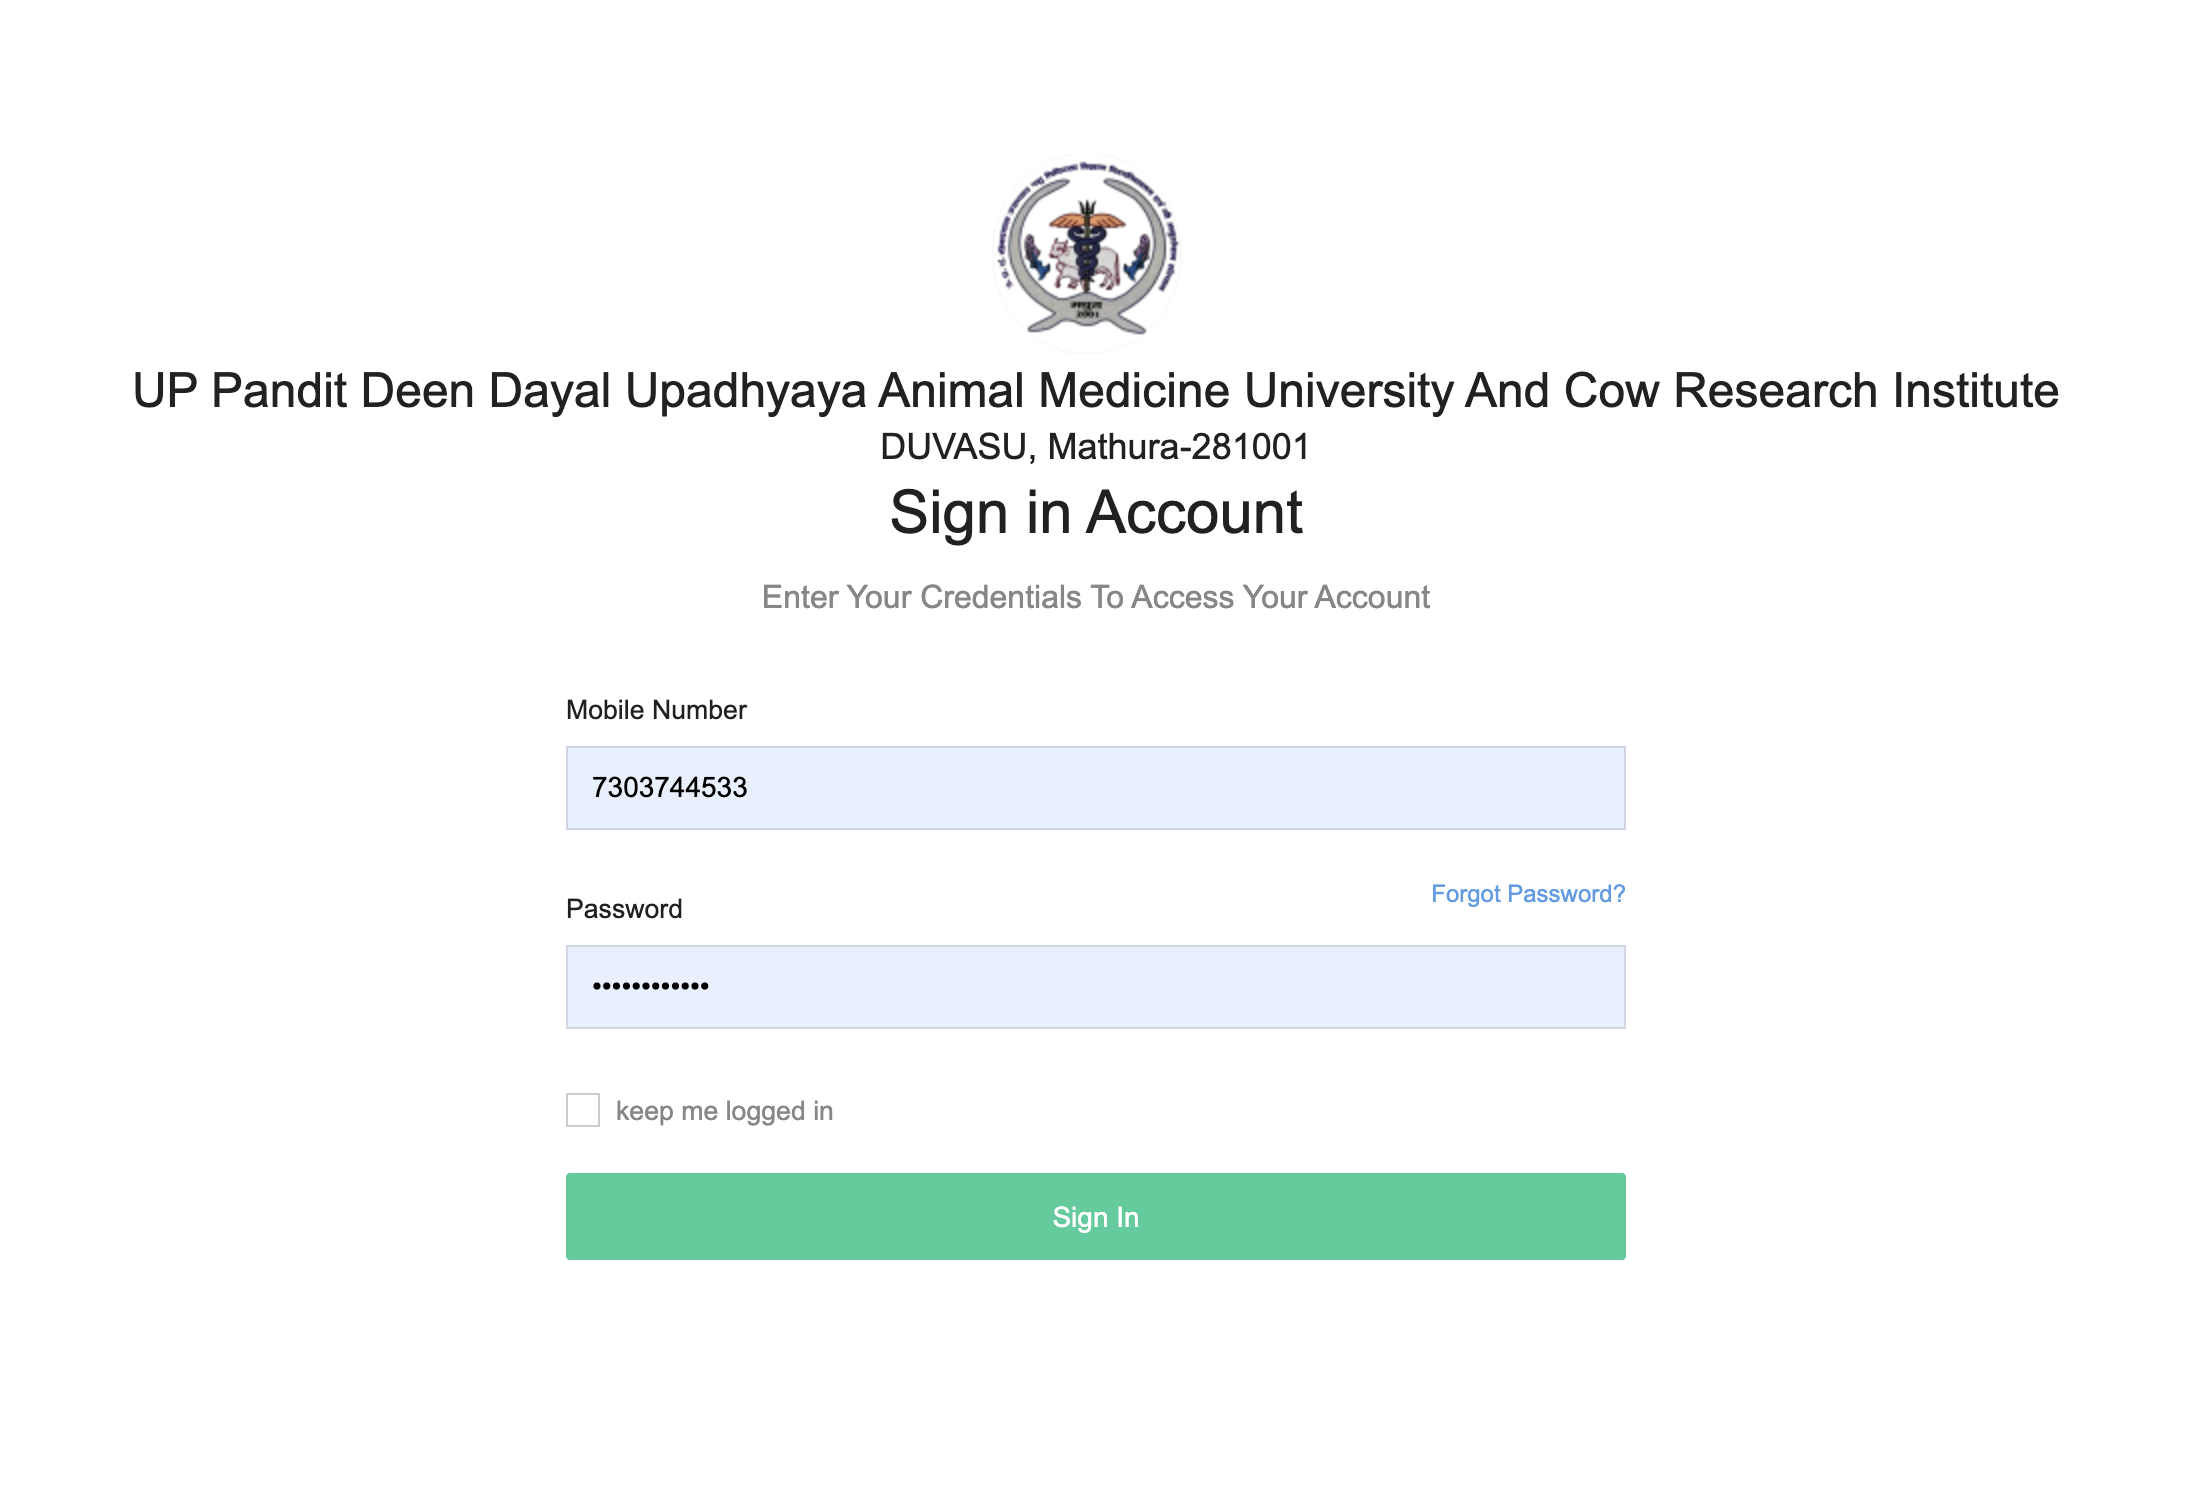 2001
UP Pandit Deen Dayal Upadhyaya Animal Medicine University And Cow Research Institute
DUVASU, Mathura-281001
Sign in Account
Enter Your Credentials To Access Your Account
Mobile Number
7303744533
Forgot Password?
Password
••••••••••••
keep me logged in
Sign In